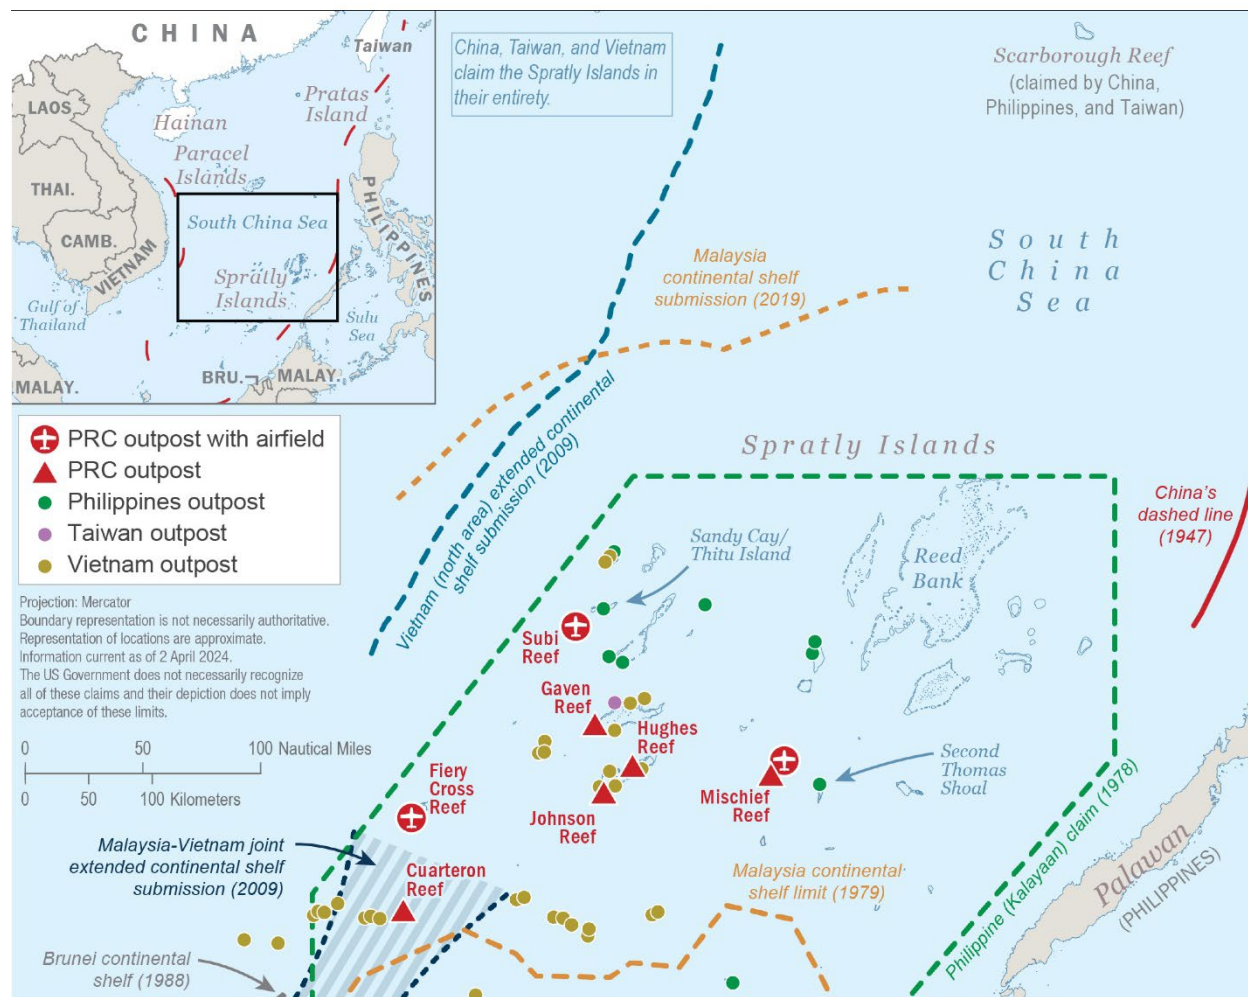 CHINA
Taiwan
LAOS
Hainan
Pratas
Island
Paracel
Islands
THAI.
South China Sea
CAMB.
VIETNAM
PHILIPPINES
Spratly
Islands
Gulf of
Thailand
Sulu
Sea
BRU.
MALAY.
MALAY.
China, Taiwan, and Vietnam
claim the Spratly Islands in
their entirety.
Scarborough Reef
(claimed by China,
Philippines, and Taiwan)
South
China
Sea
Malaysia
continental shelf
submission (2019)
Vietnam (north area) extended continental
shelf submission (2009)
Spratly Islands
China's
dashed line
(1947)
PRC outpost with airfield
PRC outpost
Philippines outpost
Taiwan outpost
Vietnam outpost
Projection: Mercator
Boundary representation is not necessarily authoritative.
Representation of locations are approximate.
Information current as of 2 April 2024.
The US Government does not necessarily recognize
all of these claims and their depiction does not imply
acceptance of these limits.
0 50 100 Nautical Miles
0 50 100 Kilometers
Sandy Cay/
Thitu Island
Reed
Bank
Subi
Reef
Gaven
Reef
Hughes
Reef
Fiery
Cross
Reef
Johnson
Reef
Mischief
Reef
Second
Thomas
Shoal
Cuarteron
Reef
Malaysia-Vietnam joint
extended continental shelf
submission (2009)
Malaysia continental
shelf limit (1979)
Brunei continental
shelf (1988)
Philippine (Kalayaan) claim (1978)
Palawan
(PHILIPPINES)